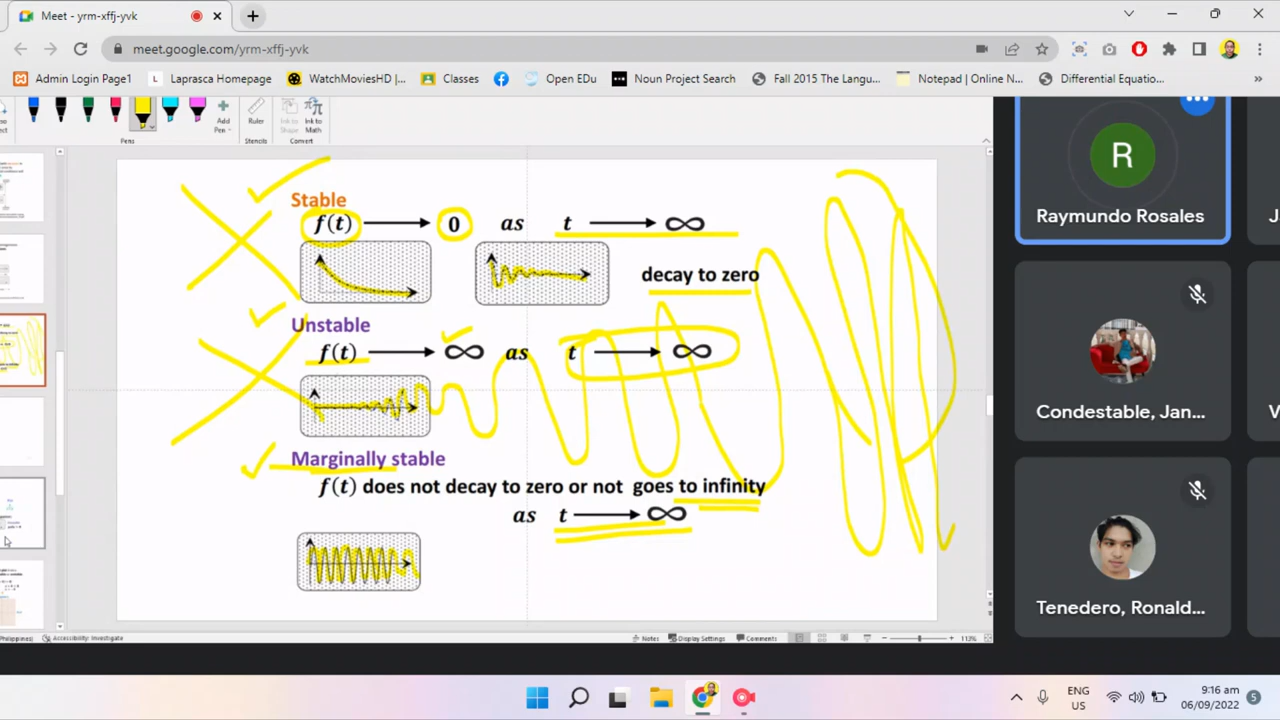 Meet - yrm-xffj-yvk
meet.google.com/yrm-xffj-yvk
Admin Login Page1
L Laprasca Homepage
WatchMoviesHD |...
Classes
Open EDu
Noun Project Search
Fall 2015 The Langu...
Notepad | Online N...
Differential Equatio...
»
Add Pen
Ruler
Ink to Shape
Ink to Math
Pens
Stencils
Convert
Stable
f(t) ⟶ 0 as t ⟶ ∞
decay to zero
Unstable
f(t) ⟶ ∞ as t ⟶ ∞
Marginally stable
f(t) does not decay to zero or not goes to infinity
as t ⟶ ∞
R
Raymundo Rosales
Condestable, Jan...
Tenedero, Ronald...
J
V
Accessibility: Investigate
Notes
Display Settings
Comments
113%
ENG
US
9:16 am
06/09/2022
5